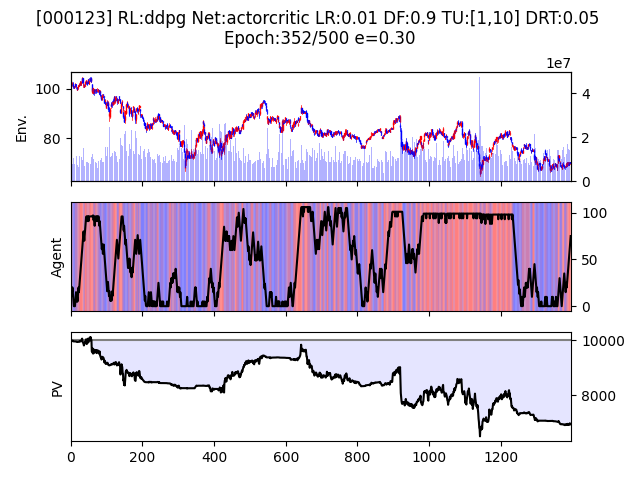 [000123] RL:ddpg Net:actorcritic LR:0.01 DF:0.9 TU:[1,10] DRT:0.05
Epoch:352/500 e=0.30
1e7
100
80
Env.
4
2
0
Agent
100
50
0
PV
10000
8000
0 200 400 600 800 1000 1200